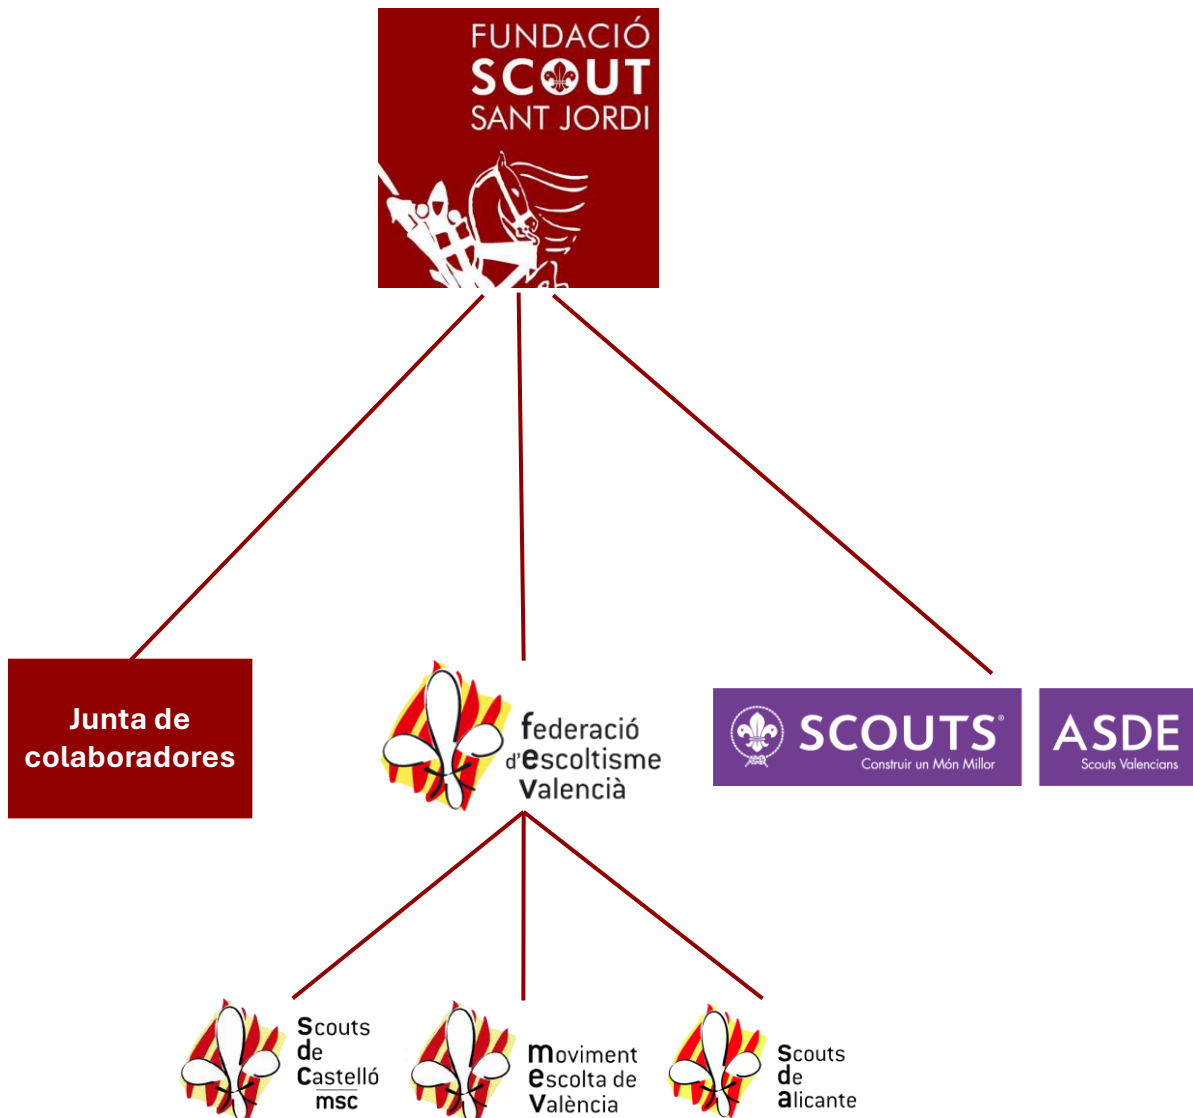 FUNDACIÓ
SCOUT
SANT JORDI
Junta de
colaboradores
federació
d'escoltisme
valencià
SCOUTS®
Construir un Món Millor
ASDE
Scouts Valencians
scouts
de
castelló
msc
moviment
escolta de
valència
scouts
de
alicante